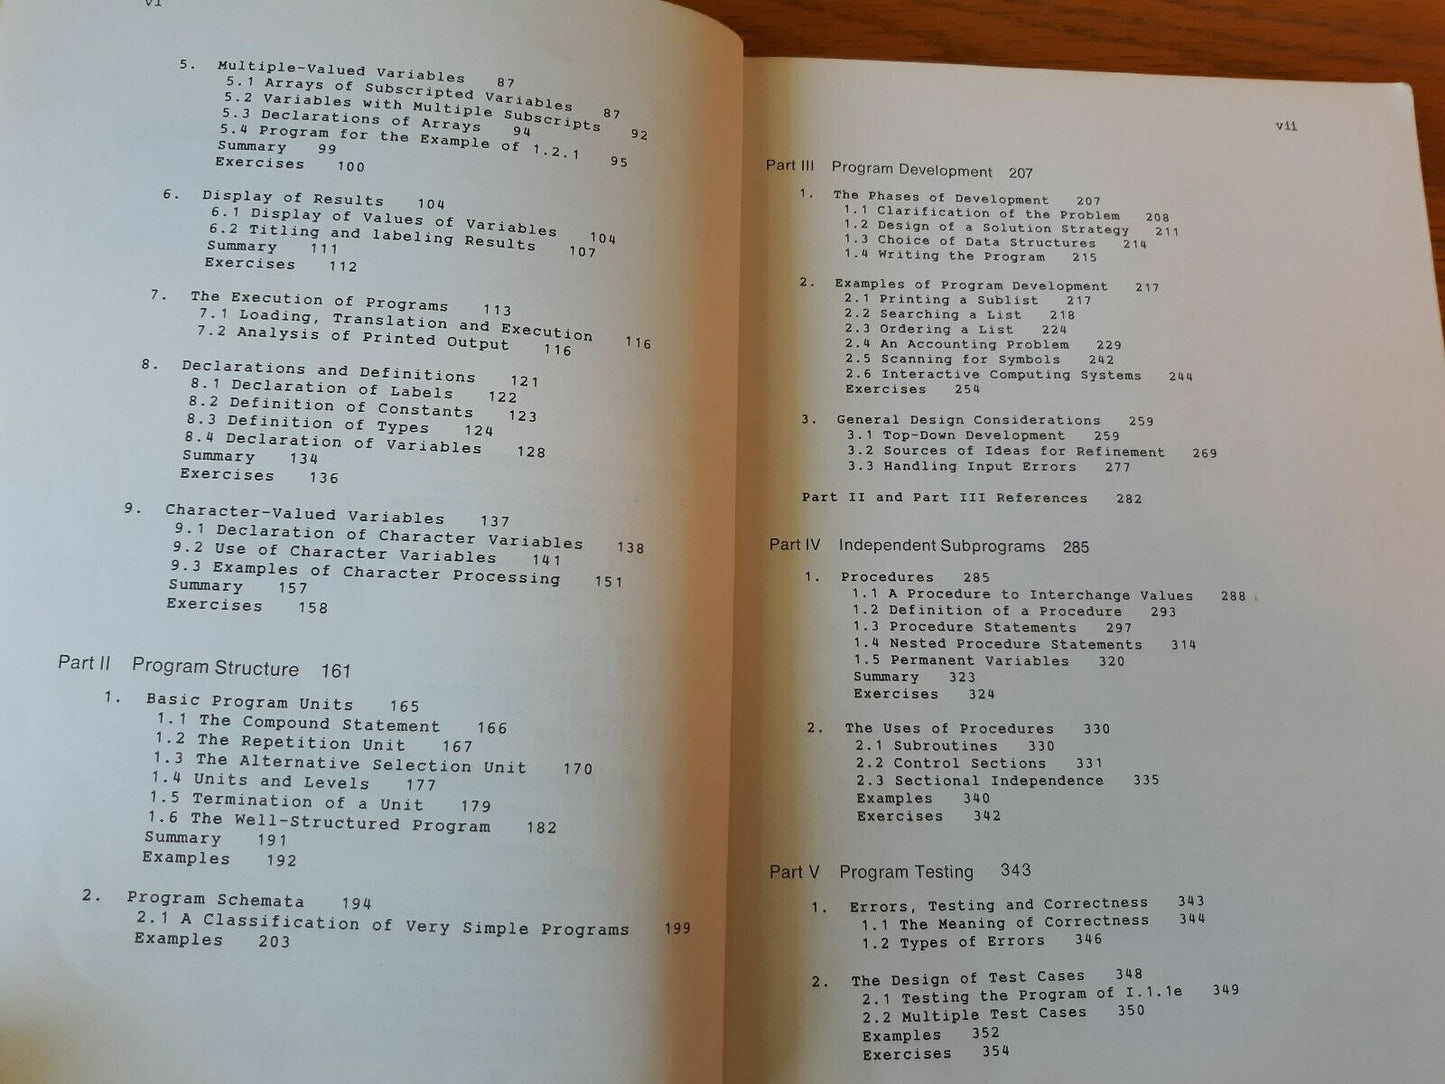 vi
5. Multiple-Valued Variables 87
5.1 Arrays of Subscripted Variables 87
5.2 Variables with Multiple Subscripts 92
5.3 Declarations of Arrays 94
5.4 Program for the Example of 1.2.1 95
Summary 99
Exercises 100
6. Display of Results 104
6.1 Display of Values of Variables 104
6.2 Titling and labeling Results 107
Summary 111
Exercises 112
7. The Execution of Programs 113
7.1 Loading, Translation and Execution 116
7.2 Analysis of Printed Output 116
8. Declarations and Definitions 121
8.1 Declaration of Labels 122
8.2 Definition of Constants 123
8.3 Definition of Types 124
8.4 Declaration of Variables 128
Summary 134
Exercises 136
9. Character-Valued Variables 137
9.1 Declaration of Character Variables 138
9.2 Use of Character Variables 141
9.3 Examples of Character Processing 151
Summary 157
Exercises 158
Part II Program Structure 161
1. Basic Program Units 165
1.1 The Compound Statement 166
1.2 The Repetition Unit 167
1.3 The Alternative Selection Unit 170
1.4 Units and Levels 177
1.5 Termination of a Unit 179
1.6 The Well-Structured Program 182
Summary 191
Examples 192
2. Program Schemata 194
2.1 A Classification of Very Simple Programs 199
Examples 203
vii
Part III Program Development 207
1. The Phases of Development 207
1.1 Clarification of the Problem 208
1.2 Design of a Solution Strategy 211
1.3 Choice of Data Structures 214
1.4 Writing the Program 215
2. Examples of Program Development 217
2.1 Printing a Sublist 217
2.2 Searching a List 218
2.3 Ordering a List 224
2.4 An Accounting Problem 229
2.5 Scanning for Symbols 242
2.6 Interactive Computing Systems 244
Exercises 254
3. General Design Considerations 259
3.1 Top-Down Development 259
3.2 Sources of Ideas for Refinement 269
3.3 Handling Input Errors 277
Part II and Part III References 282
Part IV Independent Subprograms 285
1. Procedures 285
1.1 A Procedure to Interchange Values 288
1.2 Definition of a Procedure 293
1.3 Procedure Statements 297
1.4 Nested Procedure Statements 314
1.5 Permanent Variables 320
Summary 323
Exercises 324
2. The Uses of Procedures 330
2.1 Subroutines 330
2.2 Control Sections 331
2.3 Sectional Independence 335
Examples 340
Exercises 342
Part V Program Testing 343
1. Errors, Testing and Correctness 343
1.1 The Meaning of Correctness 344
1.2 Types of Errors 346
2. The Design of Test Cases 348
2.1 Testing the Program of I.1.1e 349
2.2 Multiple Test Cases 350
Examples 352
Exercises 354